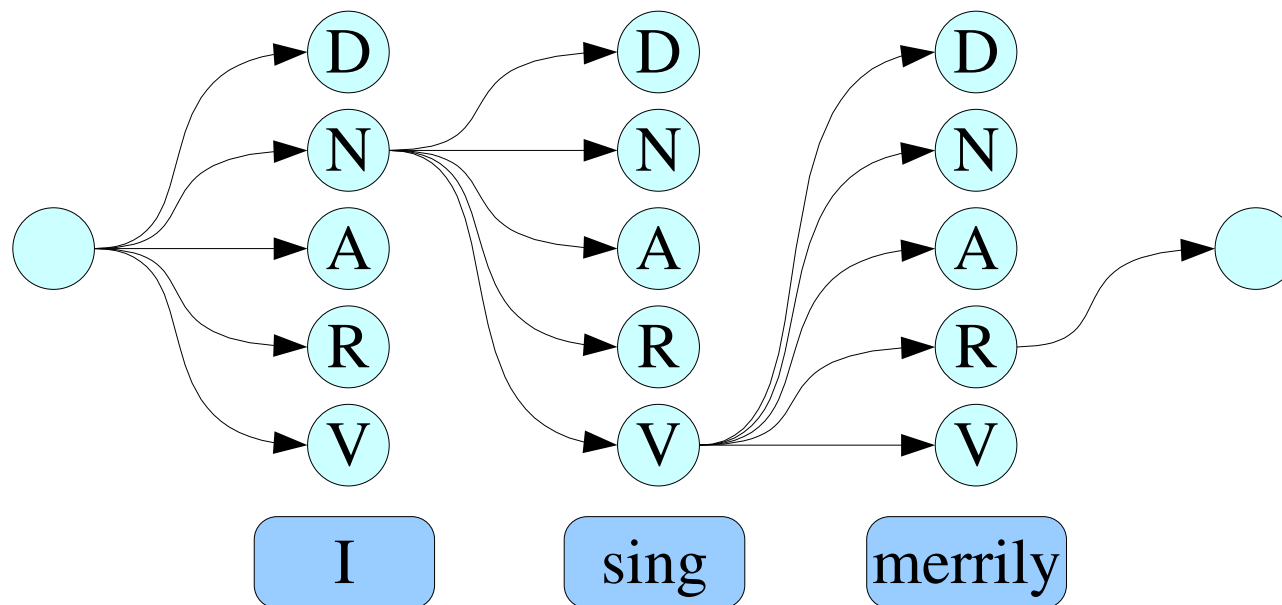 D D D
N N N
A A A
R R R
V V V
I sing merrily